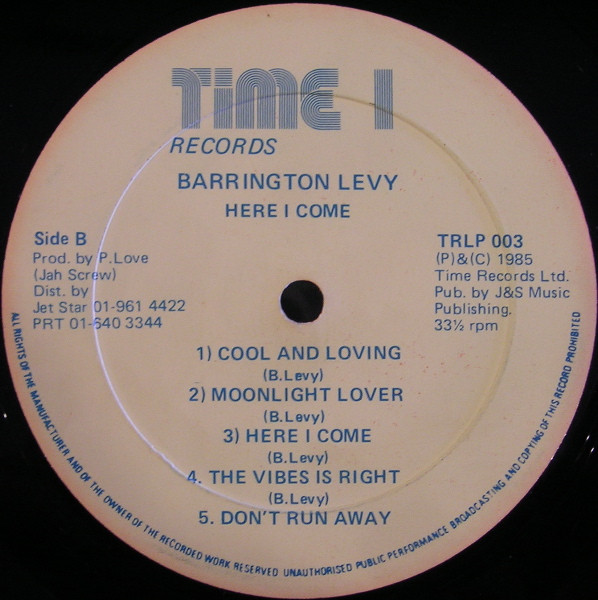 TIME 1
RECORDS
BARRINGTON LEVY
HERE I COME
Side B
Prod. by P.Love
(Jah Screw)
Dist. by
Jet Star 01-961 4422
PRT 01-640 3344
TRLP 003
(P)&(C) 1985
Time Records Ltd.
Pub. by J&S Music
Publishing.
33⅓ rpm
1) COOL AND LOVING
(B.Levy)
2) MOONLIGHT LOVER
(B.Levy)
3) HERE I COME
(B.Levy)
4. THE VIBES IS RIGHT
(B.Levy)
5. DON'T RUN AWAY
ALL RIGHTS OF THE MANUFACTURER AND OF THE OWNER OF THE RECORDED WORK RESERVED UNAUTHORISED PUBLIC PERFORMANCE BROADCASTING AND COPYING OF THIS RECORD PROHIBITED